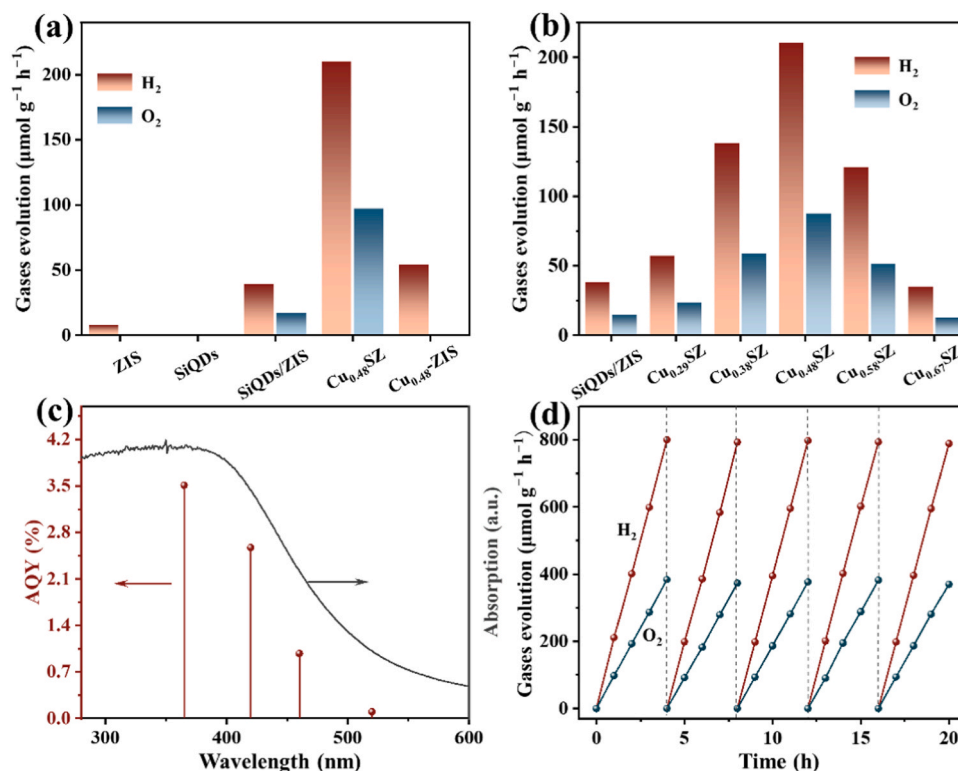 (a)
H₂
O₂
Gases evolution (μmol g⁻¹ h⁻¹)
200
150
100
50
0
ZIS
SiQDs
SiQDs/ZIS
Cu₀.₄₈SZ
Cu₀.₄₈-ZIS
(b)
H₂
O₂
Gases evolution (μmol g⁻¹ h⁻¹)
200
150
100
50
0
SiQDs/ZIS
Cu₀.₂₉SZ
Cu₀.₃₈SZ
Cu₀.₄₈SZ
Cu₀.₅₈SZ
Cu₀.₆₇SZ
(c)
AQY (%)
4.2
3.5
2.8
2.1
1.4
0.7
0.0
300
400
500
600
Wavelength (nm)
Absorption (a.u.)
(d)
Gases evolution (μmol g⁻¹ h⁻¹)
800
600
400
200
0
H₂
O₂
0
5
10
15
20
Time (h)